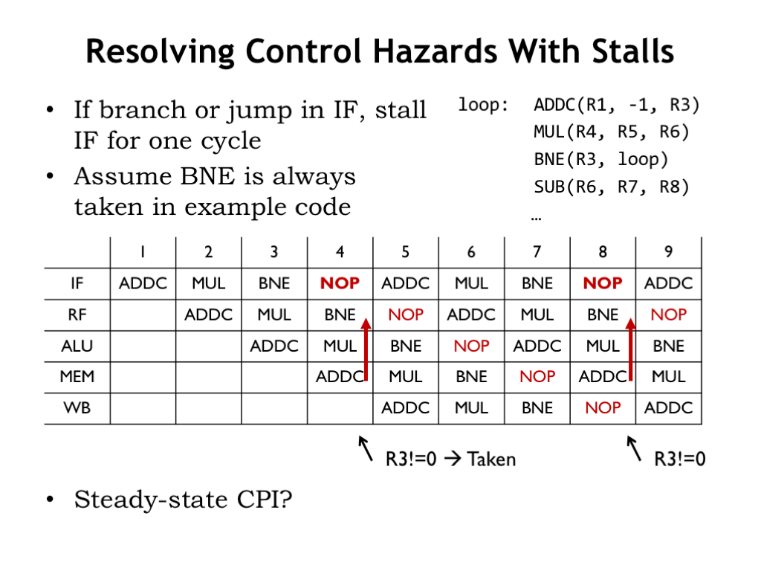 Resolving Control Hazards With Stalls
• If branch or jump in IF, stall
IF for one cycle
• Assume BNE is always
taken in example code
loop: ADDC(R1, -1, R3)
MUL(R4, R5, R6)
BNE(R3, loop)
SUB(R6, R7, R8)
…
1 2 3 4 5 6 7 8 9
IF ADDC MUL BNE NOP ADDC MUL BNE NOP ADDC
RF ADDC MUL BNE NOP ADDC MUL BNE NOP
ALU ADDC MUL BNE NOP ADDC MUL BNE
MEM ADDC MUL BNE NOP ADDC MUL
WB ADDC MUL BNE NOP ADDC
R3!=0 → Taken R3!=0
• Steady-state CPI?